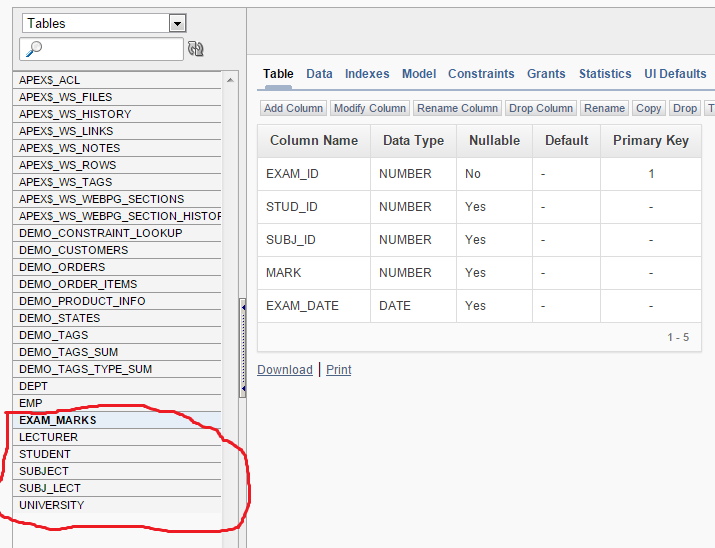 Tables
APEX$_ACL
APEX$_WS_FILES
APEX$_WS_HISTORY
APEX$_WS_LINKS
APEX$_WS_NOTES
APEX$_WS_ROWS
APEX$_WS_TAGS
APEX$_WS_WEBPG_SECTIONS
APEX$_WS_WEBPG_SECTION_HISTOR
DEMO_CONSTRAINT_LOOKUP
DEMO_CUSTOMERS
DEMO_ORDERS
DEMO_ORDER_ITEMS
DEMO_PRODUCT_INFO
DEMO_STATES
DEMO_TAGS
DEMO_TAGS_SUM
DEMO_TAGS_TYPE_SUM
DEPT
EMP
EXAM_MARKS
LECTURER
STUDENT
SUBJECT
SUBJ_LECT
UNIVERSITY
Table Data Indexes Model Constraints Grants Statistics UI Defaults
Add Column Modify Column Rename Column Drop Column Rename Copy Drop T
Column Name Data Type Nullable Default Primary Key
EXAM_ID NUMBER No - 1
STUD_ID NUMBER Yes - -
SUBJ_ID NUMBER Yes - -
MARK NUMBER Yes - -
EXAM_DATE DATE Yes - -
1 - 5
Download | Print